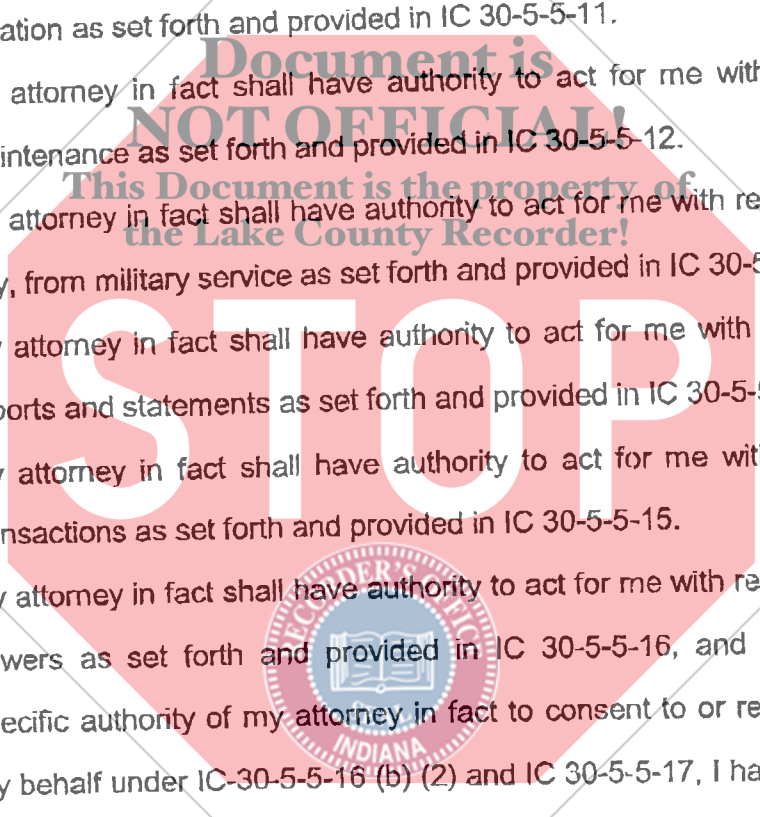 ation as set forth and provided in IC 30-5-5-11.
Document is
attorney in fact shall have authority to act for me with
NOT OFFICIAL!
intenance as set forth and provided in IC 30-5-5-12.
This Document is the property of
attorney in fact shall have authority to act for me with re
the Lake County Recorder!
, from military service as set forth and provided in IC 30-5
STOP
attorney in fact shall have authority to act for me with
orts and statements as set forth and provided in IC 30-5-5
attorney in fact shall have authority to act for me with
nsactions as set forth and provided in IC 30-5-5-15.
RECORDER'S OFFICE
attorney in fact shall have authority to act for me with re
wers as set forth and provided in IC 30-5-5-16, and
ecific authority of my attorney in fact to consent to or re
INDIANA
y behalf under IC-30-5-5-16 (b) (2) and IC 30-5-5-17, I ha